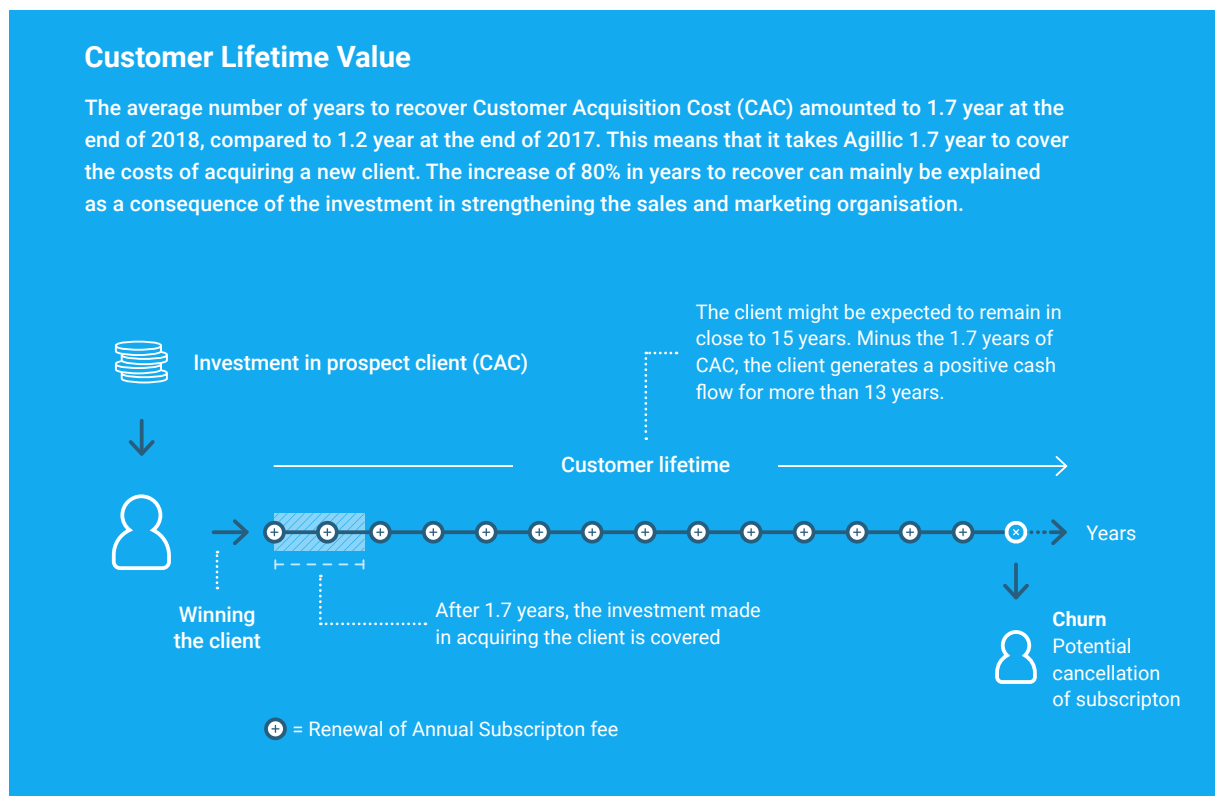 Customer Lifetime Value
The average number of years to recover Customer Acquisition Cost (CAC) amounted to 1.7 year at the
end of 2018, compared to 1.2 year at the end of 2017. This means that it takes Agillic 1.7 year to cover
the costs of acquiring a new client. The increase of 80% in years to recover can mainly be explained
as a consequence of the investment in strengthening the sales and marketing organisation.
The client might be expected to remain in
close to 15 years. Minus the 1.7 years of
CAC, the client generates a positive cash
flow for more than 13 years.
Investment in prospect client (CAC)
Customer lifetime
Years
Winning
the client
After 1.7 years, the investment made
in acquiring the client is covered
Churn
Potential
cancellation
of subscripton
= Renewal of Annual Subscripton fee